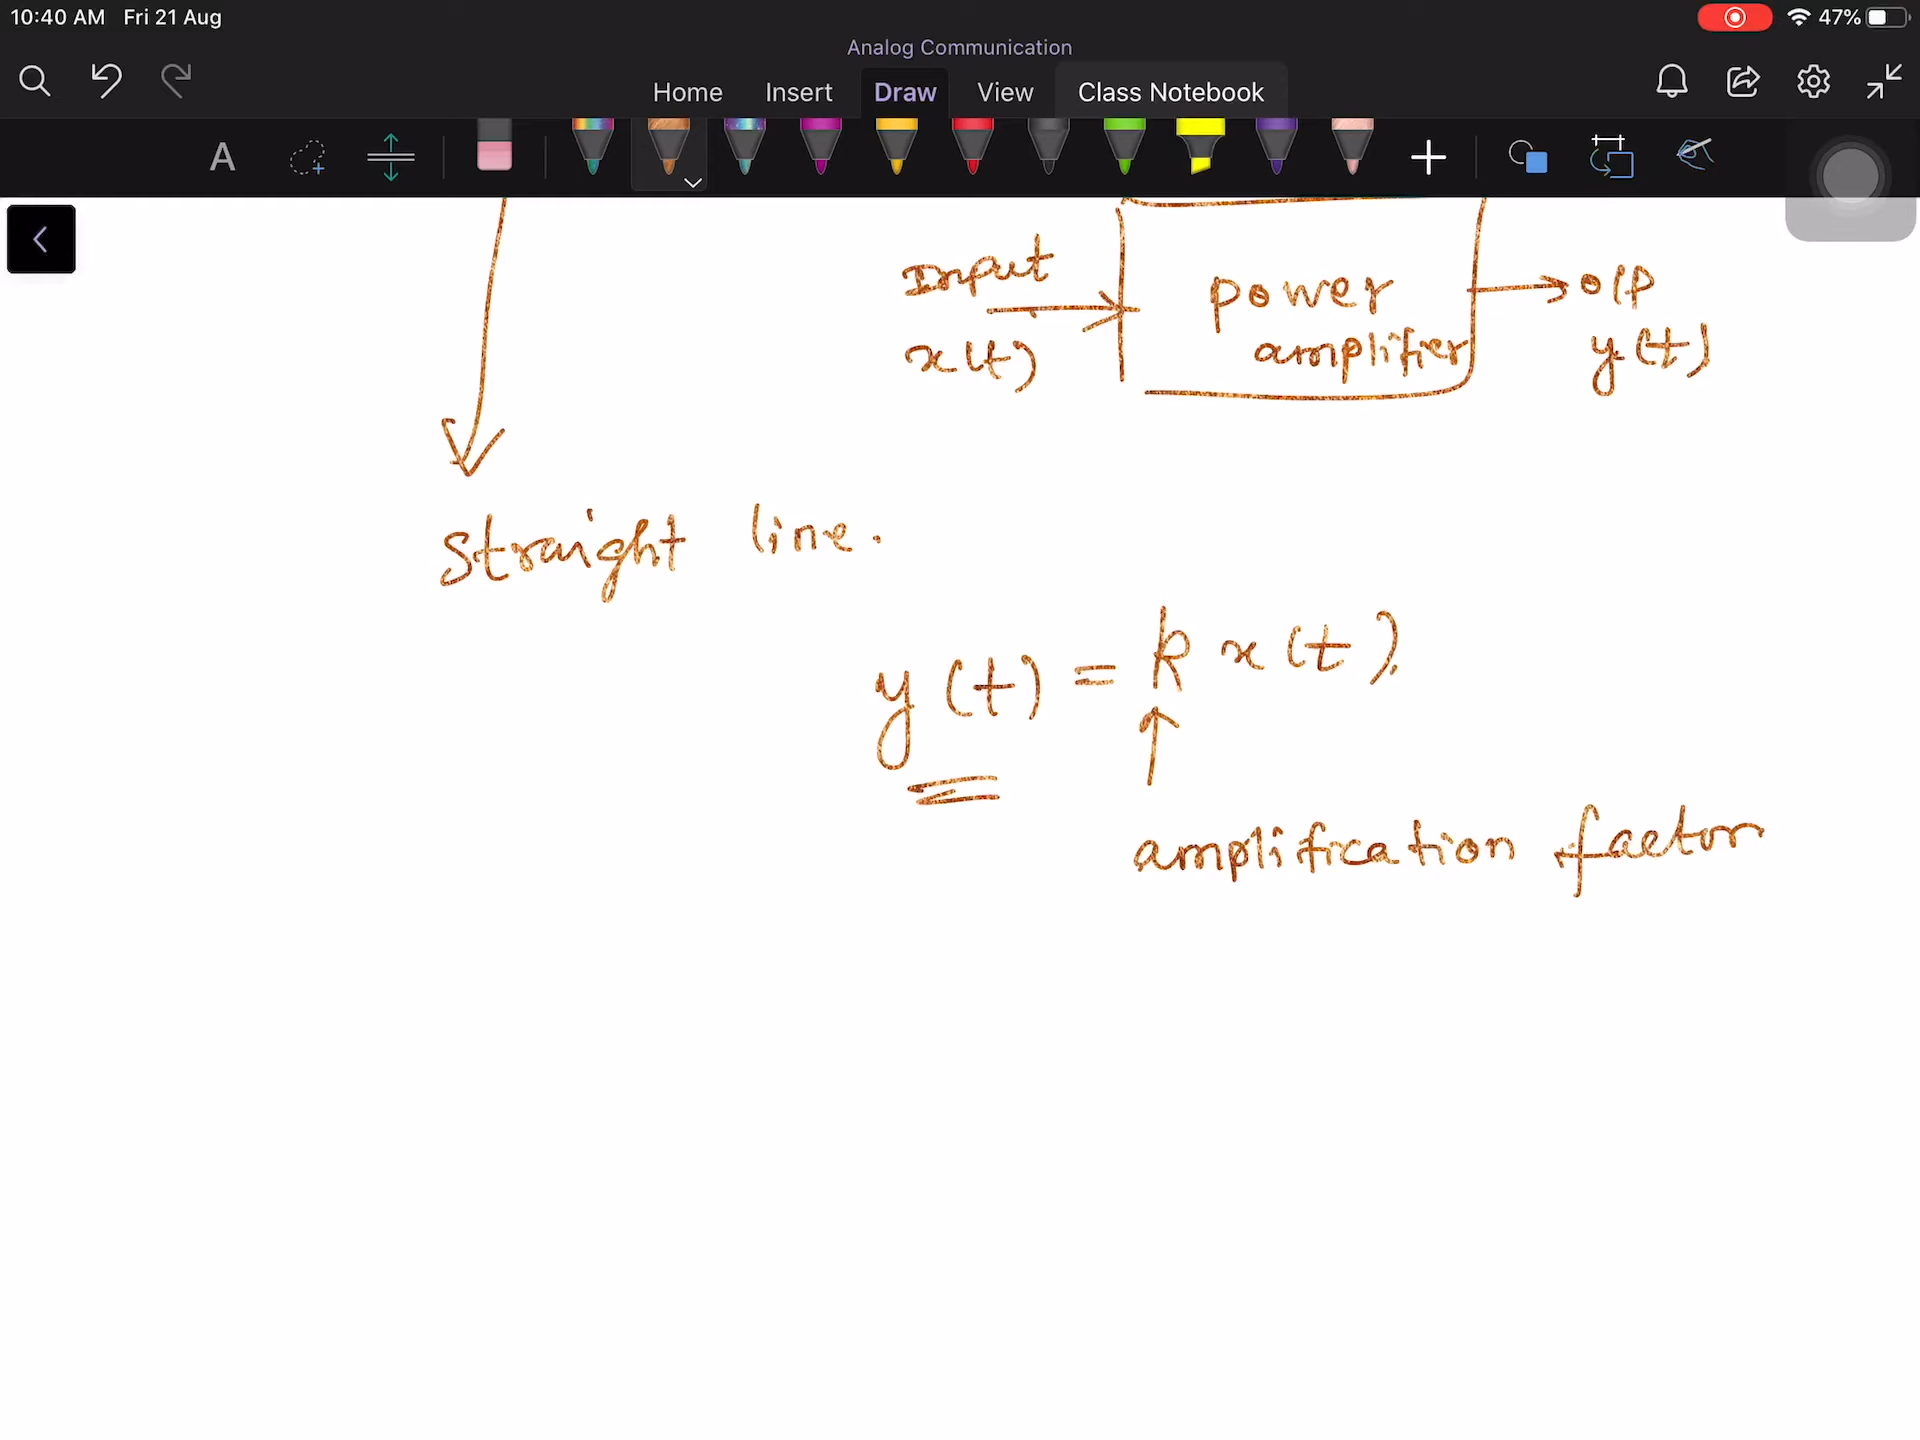 10:40 AM Fri 21 Aug
47%
Analog Communication
Home Insert Draw View Class Notebook
A
Input
x(t)
power
amplifier
o/p
y(t)
straight line.
y(t) = k x(t).
amplification factor